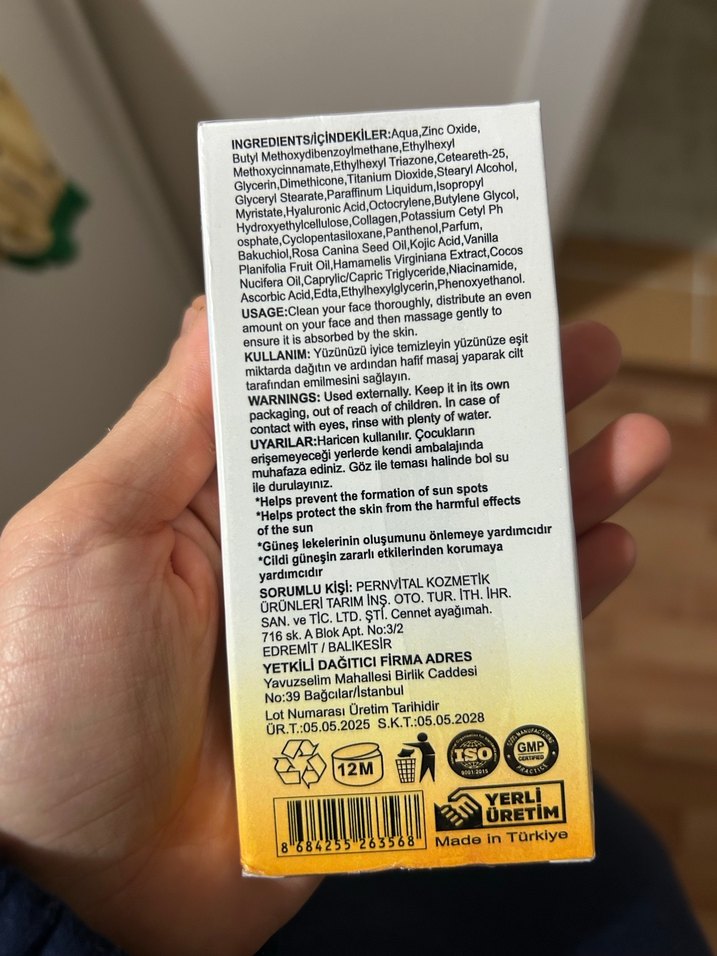 INGREDIENTS/İÇİNDEKİLER:Aqua,Zinc Oxide,
Butyl Methoxydibenzoylmethane,Ethylhexyl
Methoxycinnamate,Ethylhexyl Triazone,Ceteareth-25,
Glycerin,Dimethicone,Titanium Dioxide,Stearyl Alcohol,
Glyceryl Stearate,Paraffinum Liquidum,Isopropyl
Myristate,Hyaluronic Acid,Octocrylene,Butylene Glycol,
Hydroxyethylcellulose,Collagen,Potassium Cetyl Ph
osphate,Cyclopentasiloxane,Panthenol,Parfum,
Bakuchiol,Rosa Canina Seed Oil,Kojic Acid,Vanilla
Planifolia Fruit Oil,Hamamelis Virginiana Extract,Cocos
Nucifera Oil,Caprylic/Capric Triglyceride,Niacinamide,
Ascorbic Acid,Edta,Ethylhexylglycerin,Phenoxyethanol.
USAGE:Clean your face thoroughly, distribute an even
amount on your face and then massage gently to
ensure it is absorbed by the skin.
KULLANIM: Yüzünüzü iyice temizleyin yüzünüze eşit
miktarda dağıtın ve ardından hafif masaj yaparak cilt
tarafından emilmesini sağlayın.
WARNINGS: Used externally. Keep it in its own
packaging, out of reach of children. In case of
contact with eyes, rinse with plenty of water.
UYARILAR:Haricen kullanılır. Çocukların
erişemeyeceği yerlerde kendi ambalajında
muhafaza ediniz. Göz ile teması halinde bol su
ile durulayınız.
*Helps prevent the formation of sun spots
*Helps protect the skin from the harmful effects
of the sun
*Güneş lekelerinin oluşumunu önlemeye yardımcıdır
*Cildi güneşin zararlı etkilerinden korumaya
yardımcıdır
SORUMLU KİŞİ: PERNVİTAL KOZMETİK
ÜRÜNLERİ TARIM İNŞ. OTO. TUR. İTH. İHR.
SAN. ve TİC. LTD. ŞTİ. Cennet ayağımah.
716 sk. A Blok Apt. No:3/2
EDREMİT / BALIKESİR
YETKİLİ DAĞITICI FİRMA ADRES
Yavuzselim Mahallesi Birlik Caddesi
No:39 Bağcılar/İstanbul
Lot Numarası Üretim Tarihidir
ÜR.T.:05.05.2025 S.K.T.:05.05.2028
12M
ISO
9001:2015
MANUFACTURING
GMP
CERTIFIED
PRACTICE
YERLİ
ÜRETİM
Made in Türkiye
8 684255 263568